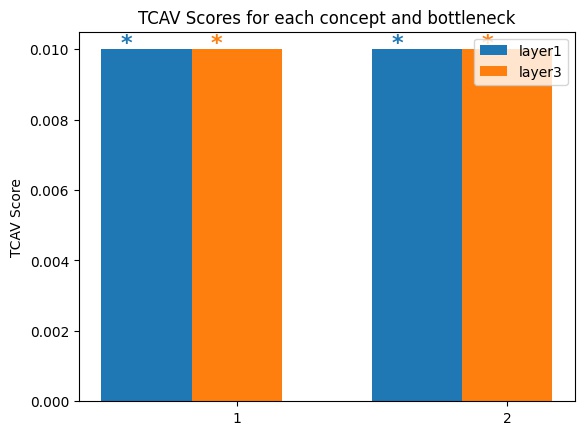 TCAV Scores for each concept and bottleneck
* * * *
layer1
layer3
TCAV Score
0.010
0.008
0.006
0.004
0.002
0.000
1 2